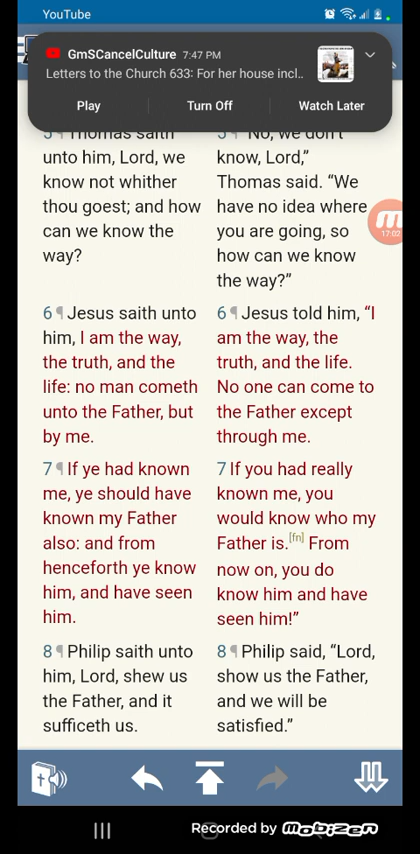 YouTube
GmSCancelCulture 7:47 PM
Letters to the Church 633: For her house incl..
Play Turn Off Watch Later
5 ¶ Thomas saith
unto him, Lord, we
know not whither
thou goest; and how
can we know the
way?
5 ¶ "No, we don't
know, Lord,"
Thomas said. "We
have no idea where
you are going, so
how can we know
the way?"
6 ¶ Jesus saith unto
him, I am the way,
the truth, and the
life: no man cometh
unto the Father, but
by me.
6 ¶ Jesus told him, "I
am the way, the
truth, and the life.
No one can come to
the Father except
through me.
7 ¶ If ye had known
me, ye should have
known my Father
also: and from
henceforth ye know
him, and have seen
him.
7 If you had really
known me, you
would know who my
Father is.[fn] From
now on, you do
know him and have
seen him!"
8 ¶ Philip saith unto
him, Lord, shew us
the Father, and it
sufficeth us.
8 ¶ Philip said, "Lord,
show us the Father,
and we will be
satisfied."
17:02
Recorded by Mobizen